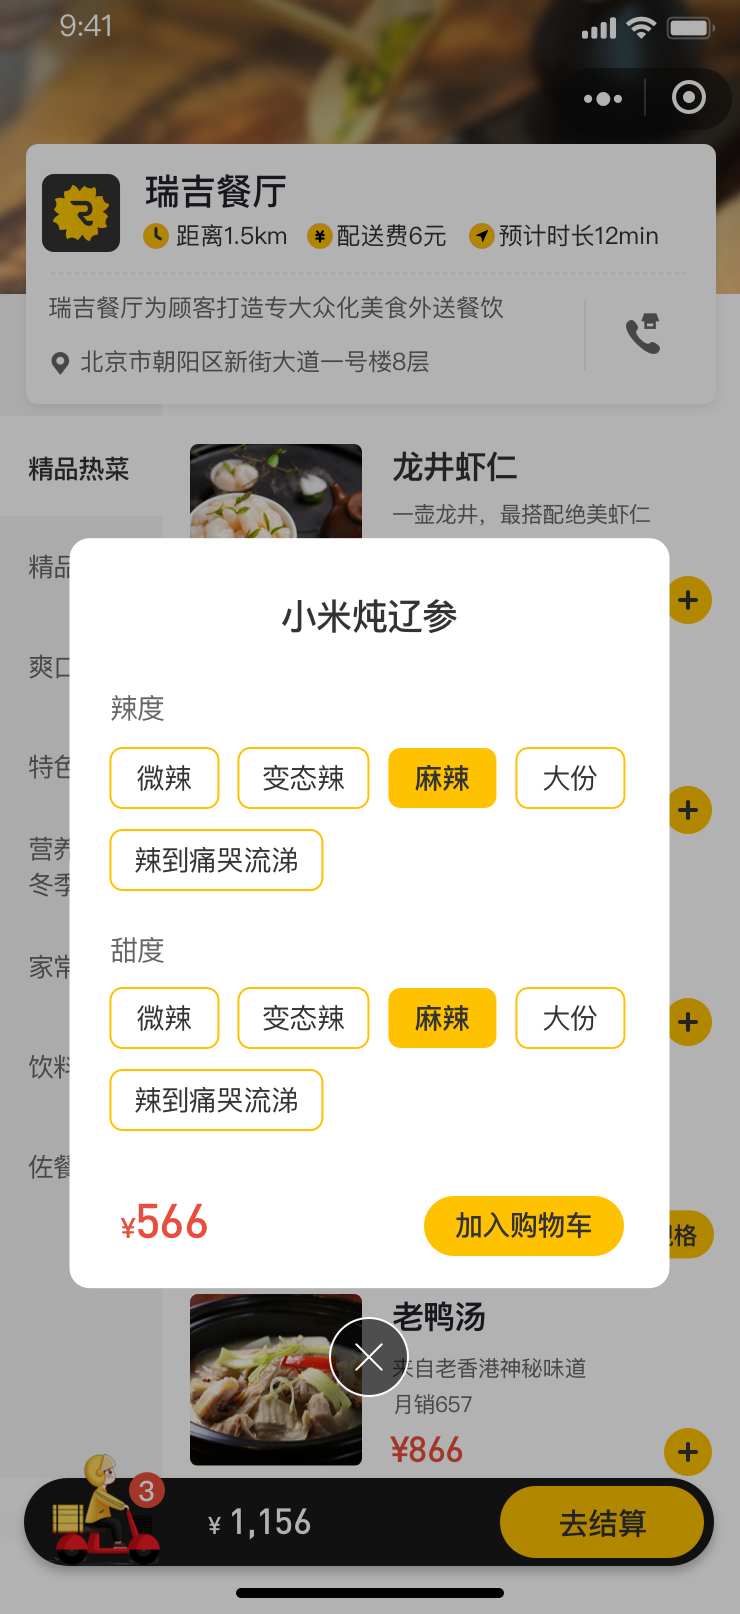 9:41
瑞吉餐厅
距离1.5km ¥配送费6元 预计时长12min
瑞吉餐厅为顾客打造专大众化美食外送餐饮
北京市朝阳区新街大道一号楼8层
精品热菜
龙井虾仁
一壶龙井，最搭配绝美虾仁
精品
爽口
特色
营养
冬季
家常
饮料
佐餐
小米炖辽参
辣度
微辣 变态辣 麻辣 大份
辣到痛哭流涕
甜度
微辣 变态辣 麻辣 大份
辣到痛哭流涕
¥566 加入购物车
格
老鸭汤
来自老香港神秘味道
月销657
¥866
3
¥ 1,156
去结算